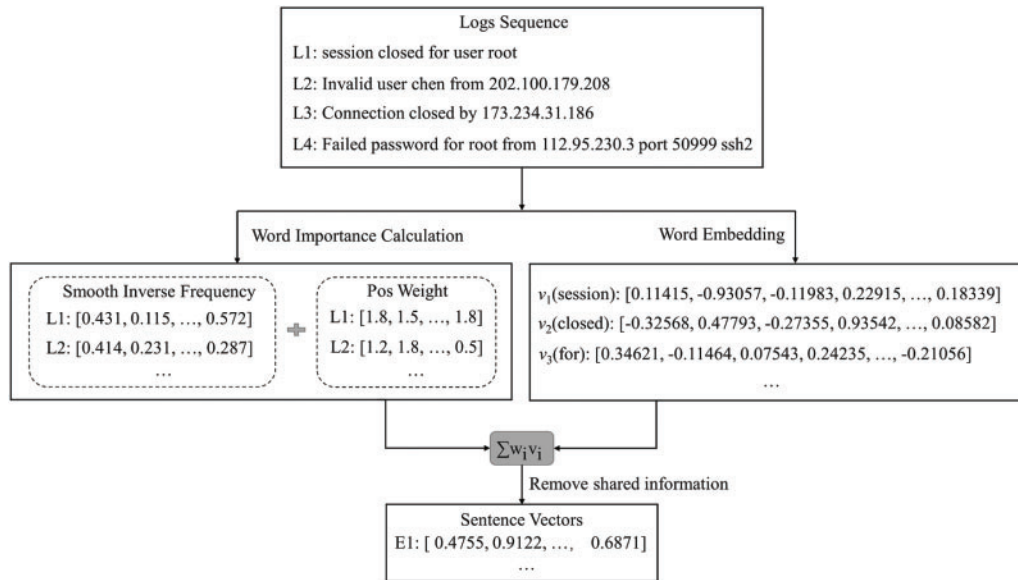 Logs Sequence
L1: session closed for user root
L2: Invalid user chen from 202.100.179.208
L3: Connection closed by 173.234.31.186
L4: Failed password for root from 112.95.230.3 port 50999 ssh2
Word Importance Calculation
Word Embedding
Smooth Inverse Frequency
L1: [0.431, 0.115, …, 0.572]
L2: [0.414, 0.231, …, 0.287]
…
+
Pos Weight
L1: [1.8, 1.5, …, 1.8]
L2: [1.2, 1.8, …, 0.5]
…
v₁(session): [0.11415, -0.93057, -0.11983, 0.22915, …, 0.18339]
v₂(closed): [-0.32568, 0.47793, -0.27355, 0.93542, …, 0.08582]
v₃(for): [0.34621, -0.11464, 0.07543, 0.24235, …, -0.21056]
…
∑wᵢvᵢ
Remove shared information
Sentence Vectors
E1: [ 0.4755, 0.9122, …, 0.6871]
…